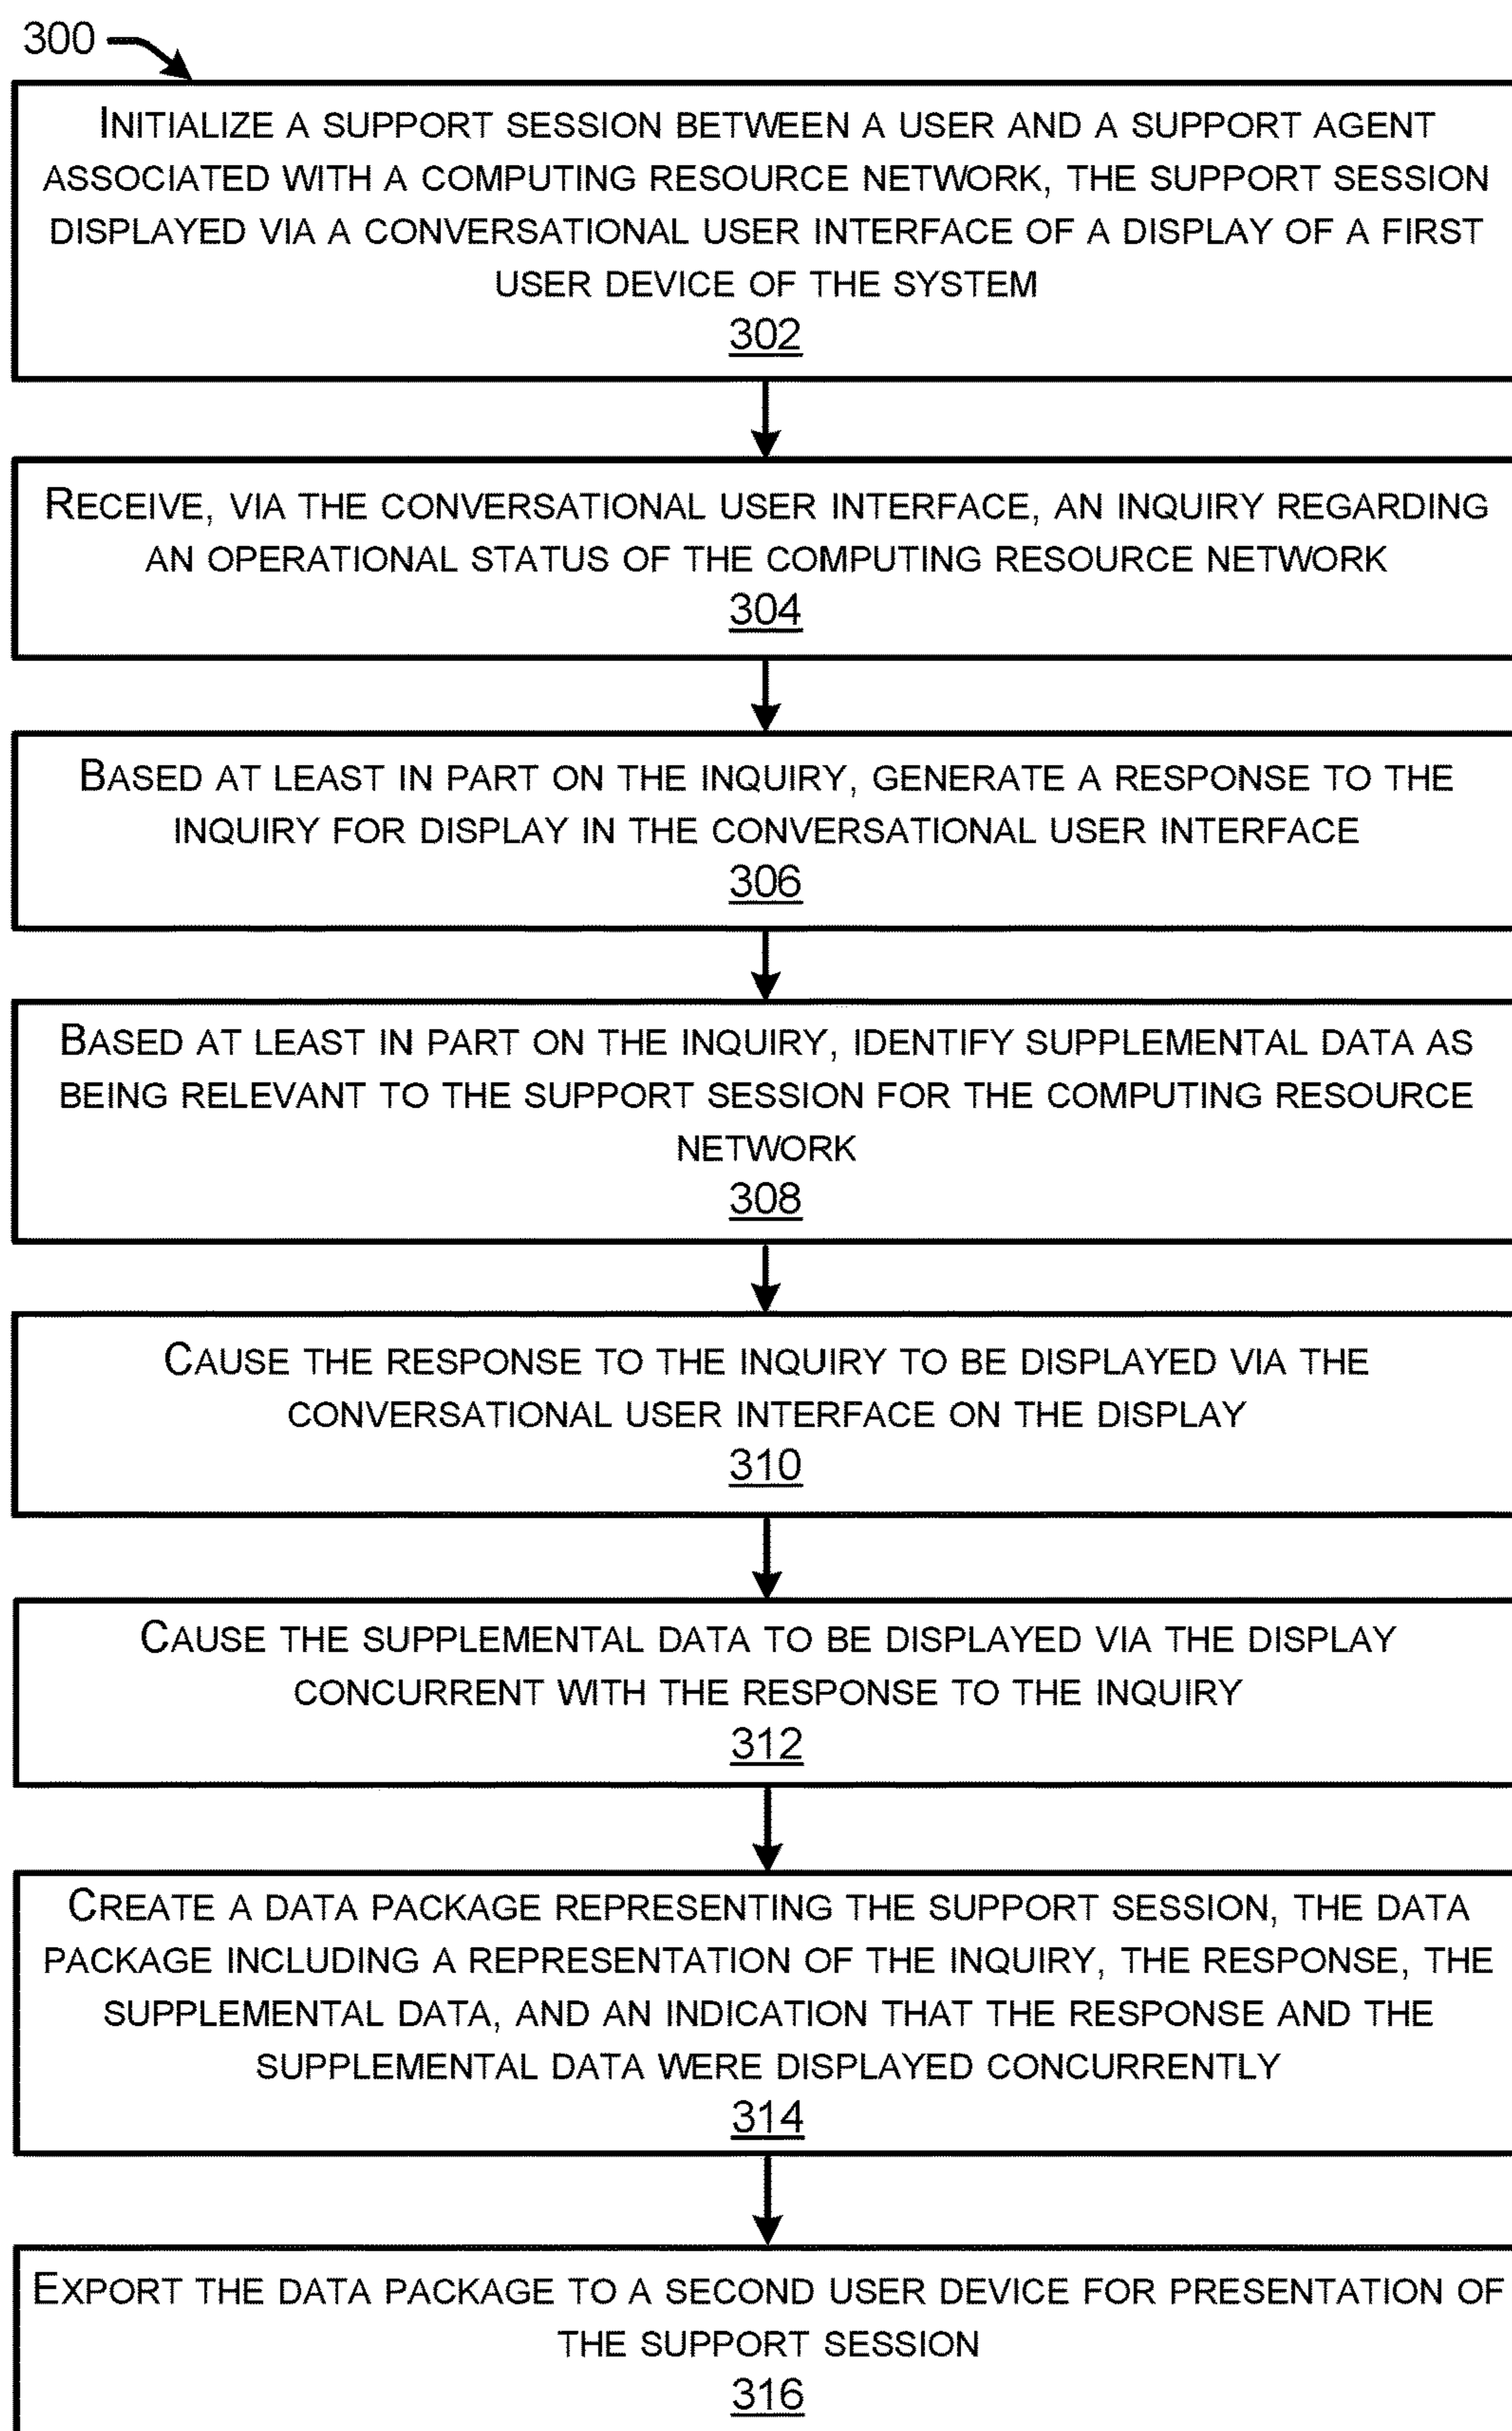 300
INITIALIZE A SUPPORT SESSION BETWEEN A USER AND A SUPPORT AGENT
ASSOCIATED WITH A COMPUTING RESOURCE NETWORK, THE SUPPORT SESSION
DISPLAYED VIA A CONVERSATIONAL USER INTERFACE OF A DISPLAY OF A FIRST
USER DEVICE OF THE SYSTEM
302
RECEIVE, VIA THE CONVERSATIONAL USER INTERFACE, AN INQUIRY REGARDING
AN OPERATIONAL STATUS OF THE COMPUTING RESOURCE NETWORK
304
BASED AT LEAST IN PART ON THE INQUIRY, GENERATE A RESPONSE TO THE
INQUIRY FOR DISPLAY IN THE CONVERSATIONAL USER INTERFACE
306
BASED AT LEAST IN PART ON THE INQUIRY, IDENTIFY SUPPLEMENTAL DATA AS
BEING RELEVANT TO THE SUPPORT SESSION FOR THE COMPUTING RESOURCE
NETWORK
308
CAUSE THE RESPONSE TO THE INQUIRY TO BE DISPLAYED VIA THE
CONVERSATIONAL USER INTERFACE ON THE DISPLAY
310
CAUSE THE SUPPLEMENTAL DATA TO BE DISPLAYED VIA THE DISPLAY
CONCURRENT WITH THE RESPONSE TO THE INQUIRY
312
CREATE A DATA PACKAGE REPRESENTING THE SUPPORT SESSION, THE DATA
PACKAGE INCLUDING A REPRESENTATION OF THE INQUIRY, THE RESPONSE, THE
SUPPLEMENTAL DATA, AND AN INDICATION THAT THE RESPONSE AND THE
SUPPLEMENTAL DATA WERE DISPLAYED CONCURRENTLY
314
EXPORT THE DATA PACKAGE TO A SECOND USER DEVICE FOR PRESENTATION OF
THE SUPPORT SESSION
316